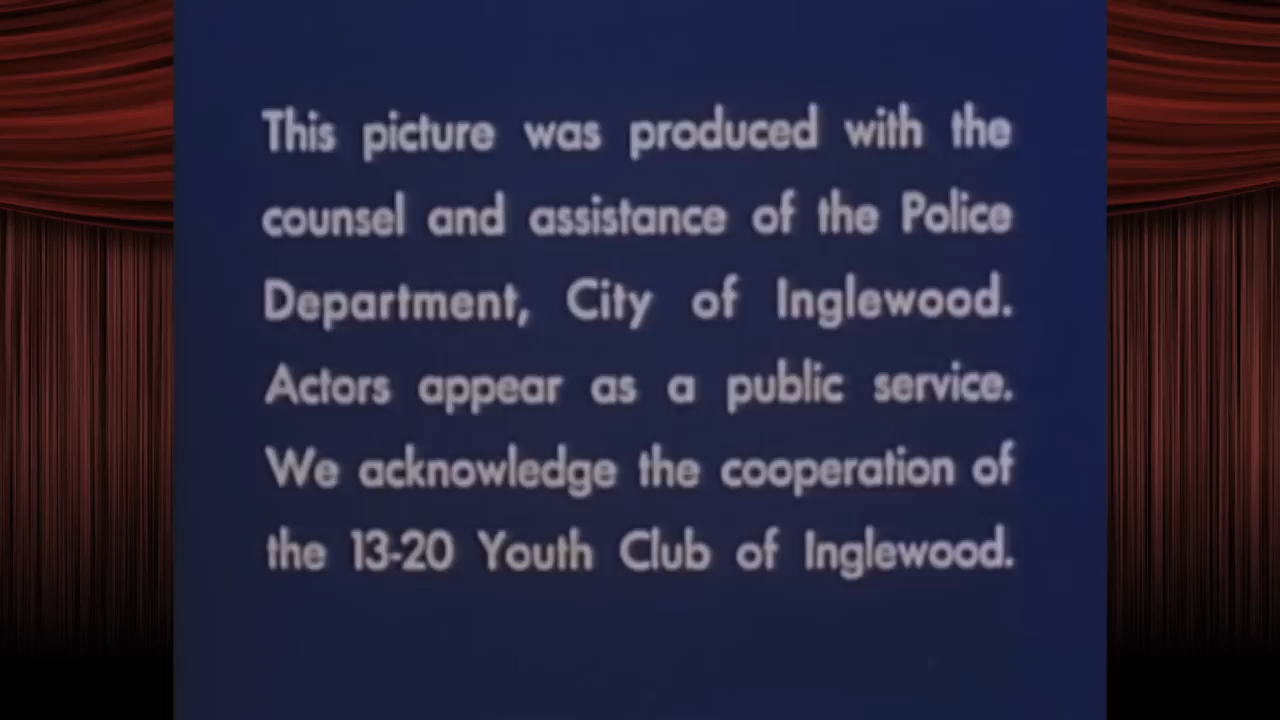 This picture was produced with the
counsel and assistance of the Police
Department, City of Inglewood.
Actors appear as a public service.
We acknowledge the cooperation of
the 13-20 Youth Club of Inglewood.